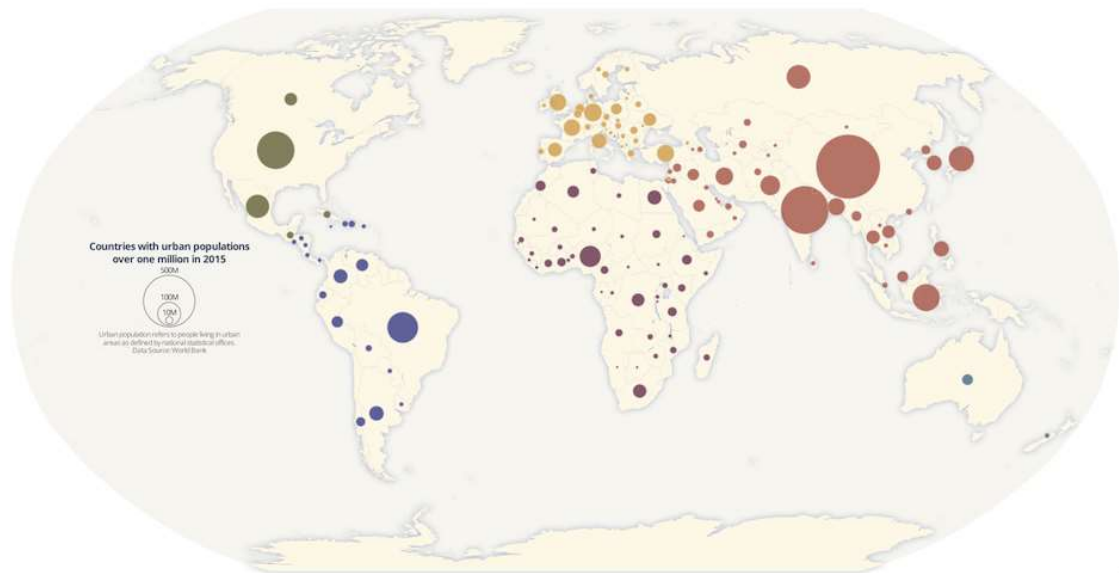 Countries with urban populations
over one million in 2015
500M
100M
10M
Urban population refers to people living in urban
areas as defined by national statistical offices.
Data Source: World Bank